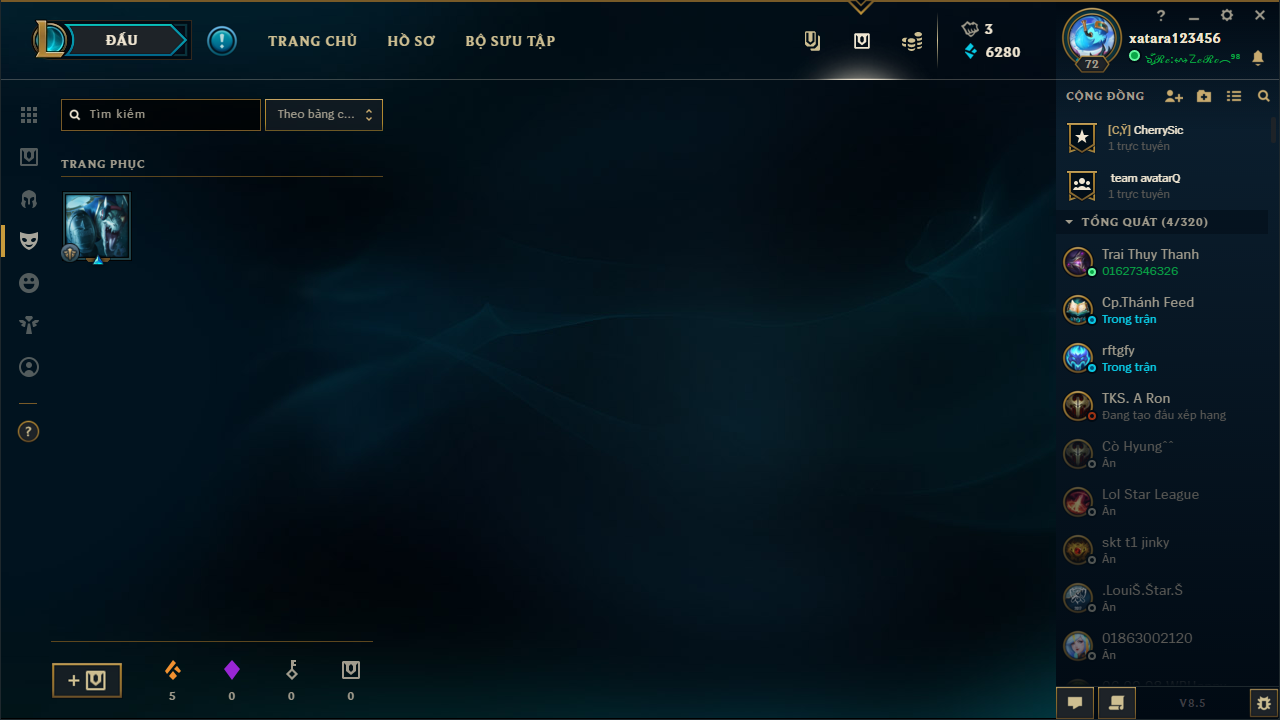 ĐẤU
TRANG CHỦ
HỒ SƠ
BỘ SƯU TẬP
3
6280
72
xatara123456
Tìm kiếm
Theo bảng c...
TRANG PHỤC
5
0
0
0
CỘNG ĐỒNG
[C,Ÿ] CherrySic
1 trực tuyến
team avatarQ
1 trực tuyến
TỔNG QUÁT (4/320)
Trai Thụy Thanh
01627346326
Cp.Thánh Feed
Trong trận
rftgfy
Trong trận
TKS. A Ron
Đang tạo đấu xếp hạng
Cò Hyung^^
Ẩn
Lol Star League
Ẩn
skt t1 jinky
Ẩn
.LouiŠ.Štar.Š
Ẩn
01863002120
Ẩn
V8.5